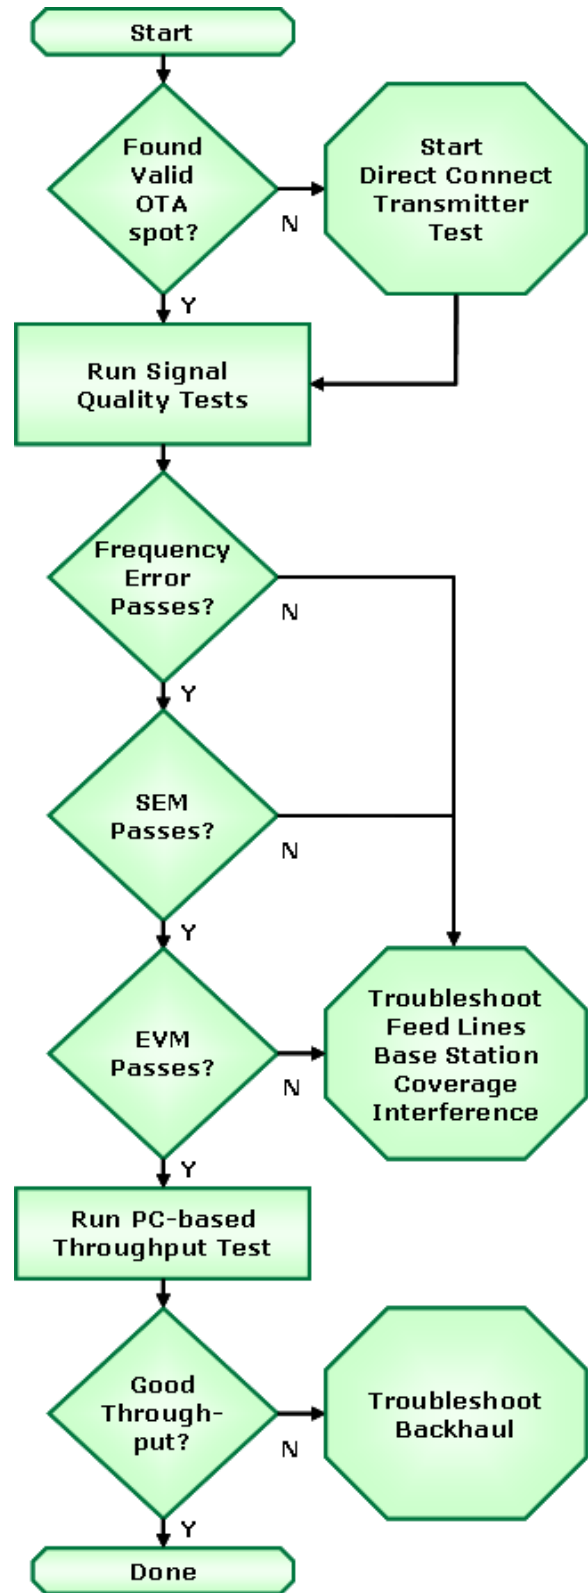 Start
Found
Valid
OTA
spot?
N
Start
Direct Connect
Transmitter
Test
Y
Run Signal
Quality Tests
Frequency
Error
Passes?
N
Y
SEM
Passes?
N
Y
EVM
Passes?
N
Troubleshoot
Feed Lines
Base Station
Coverage
Interference
Y
Run PC-based
Throughput Test
Good
Through-
put?
N
Troubleshoot
Backhaul
Y
Done